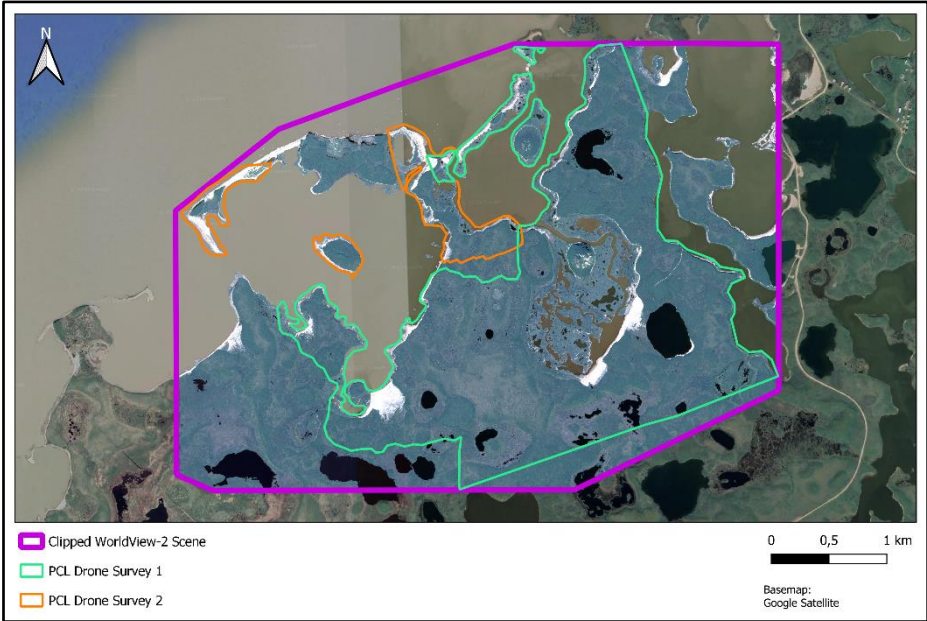 N
Clipped WorldView-2 Scene
PCL Drone Survey 1
PCL Drone Survey 2
0 0,5 1 km
Basemap:
Google Satellite